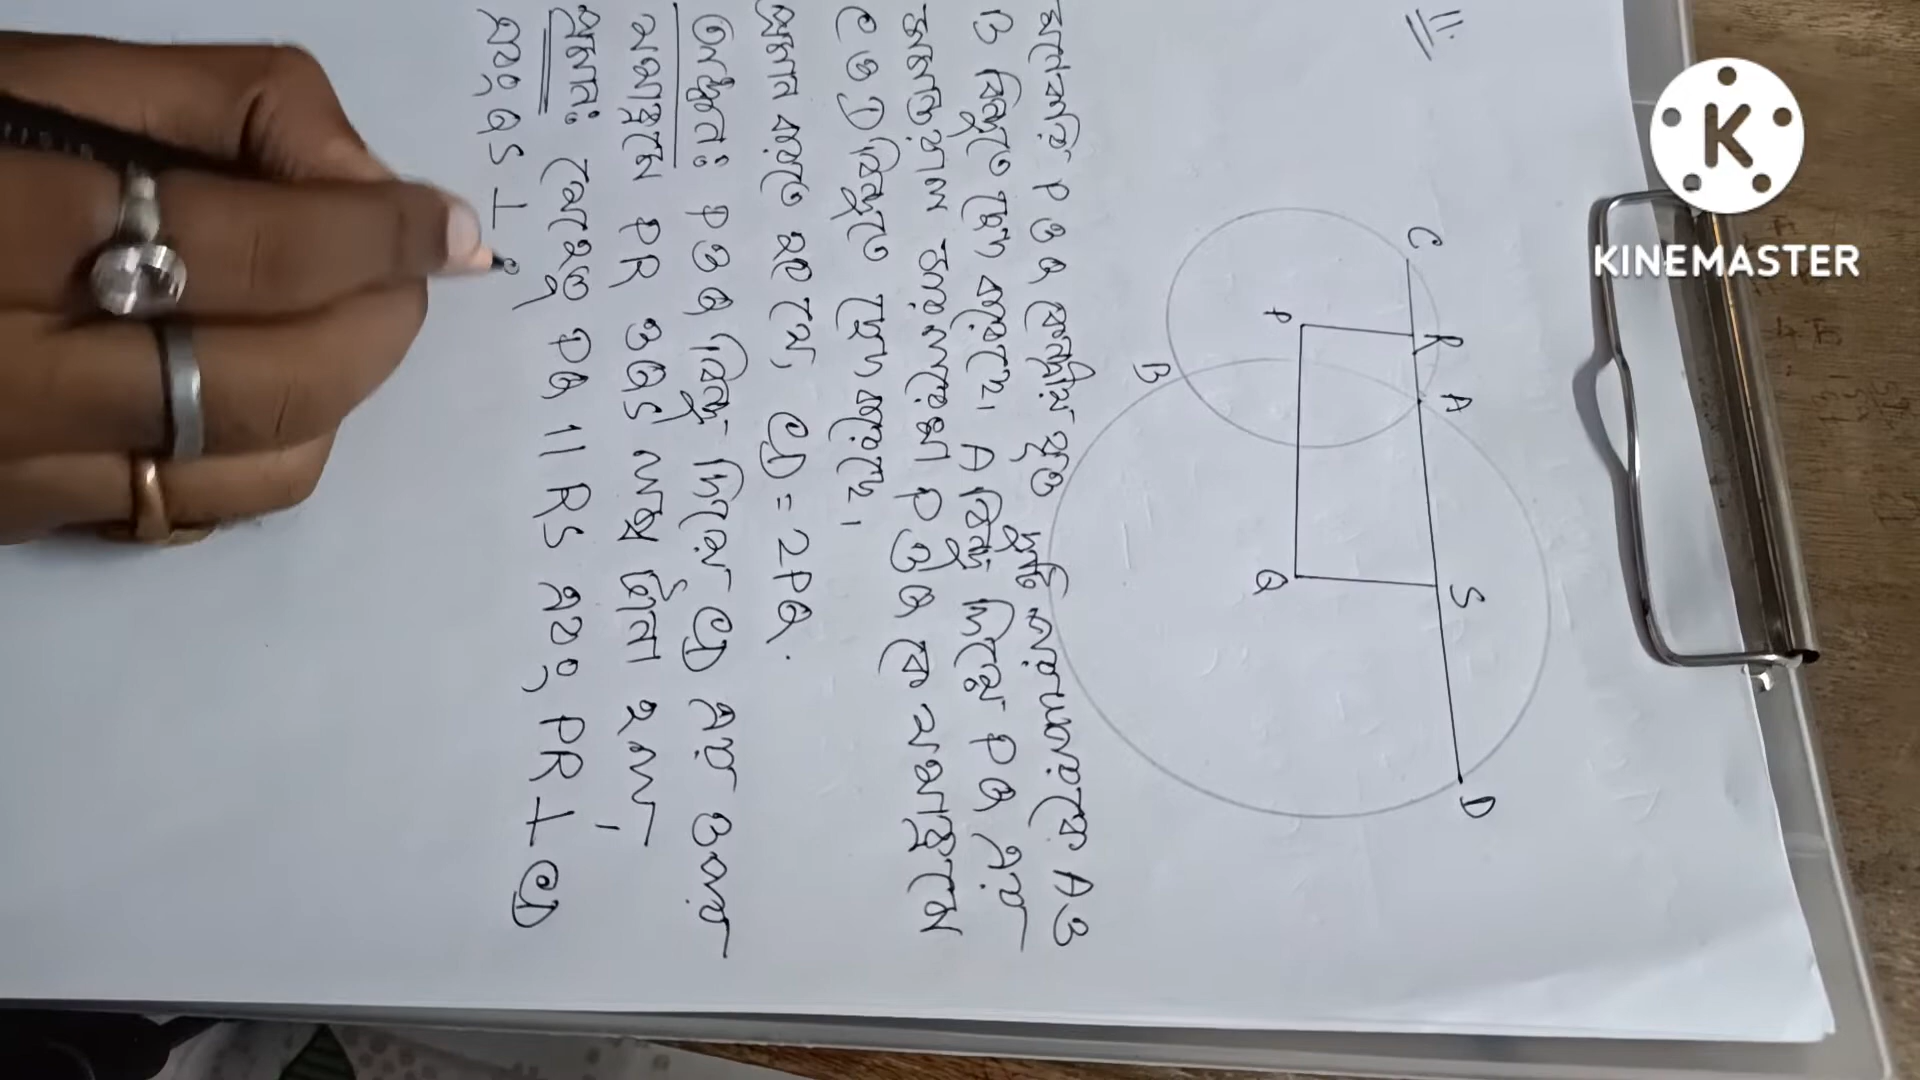 11.
C
R
A
S
D
P
Q
B
মনেকরি P ও Q কেন্দ্রীয় বৃত্ত দুটি পরস্পরকে A ও
B বিন্দুতে ছেদ করেছে। A বিন্দু দিয়ে PQ এর
সমান্তরাল সরলরেখা P ও Q কে যথাক্রমে
C ও D বিন্দুতে ছেদ করেছে।
প্রমাণ করতে হবে যে, CD = 2PQ.
অঙ্কন: P ও Q বিন্দু দিয়ে CD এর উপর
যথাক্রমে PR ও QS লম্ব টানা হল।
প্রমাণ: যেহেতু PQ || RS এবং, PR ⊥ CD
এবং, QS ⊥
K
KINEMASTER